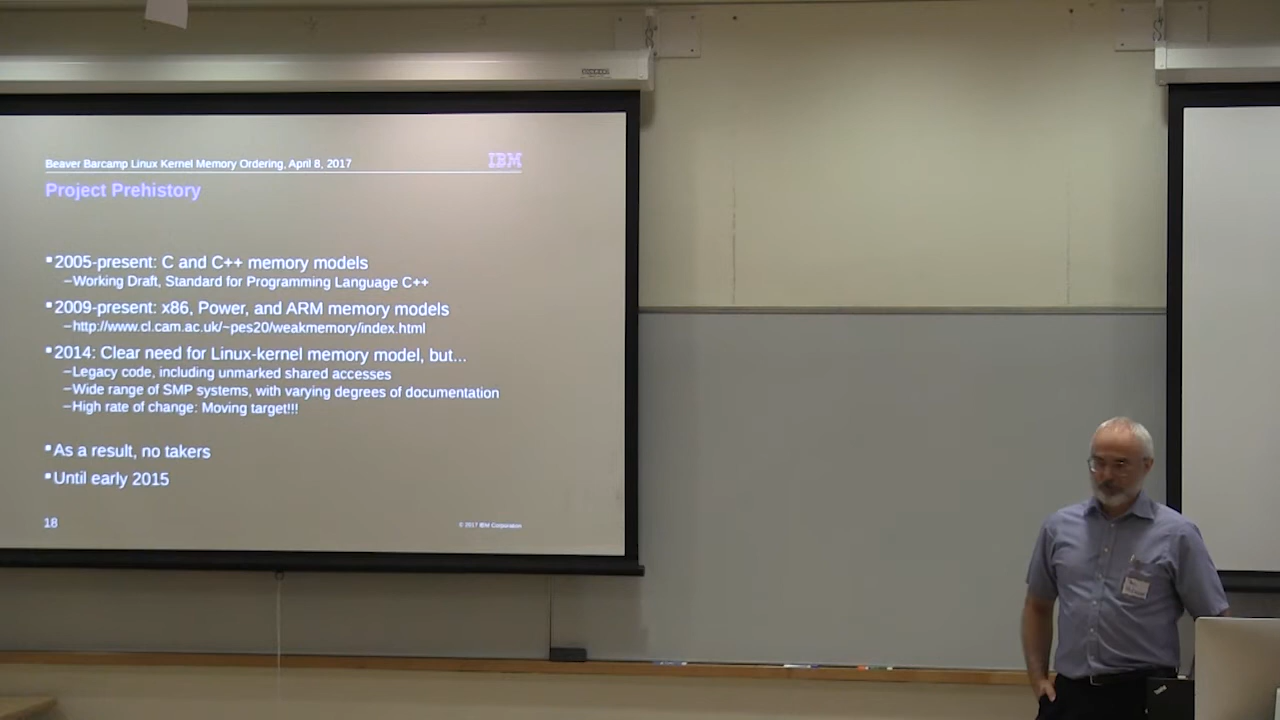 Beaver Barcamp Linux Kernel Memory Ordering, April 8, 2017
IBM
Project Prehistory
▪2005-present: C and C++ memory models
–Working Draft, Standard for Programming Language C++
▪2009-present: x86, Power, and ARM memory models
–http://www.cl.cam.ac.uk/~pes20/weakmemory/index.html
▪2014: Clear need for Linux-kernel memory model, but...
–Legacy code, including unmarked shared accesses
–Wide range of SMP systems, with varying degrees of documentation
–High rate of change: Moving target!!!
▪As a result, no takers
▪Until early 2015
18
© 2017 IBM Corporation